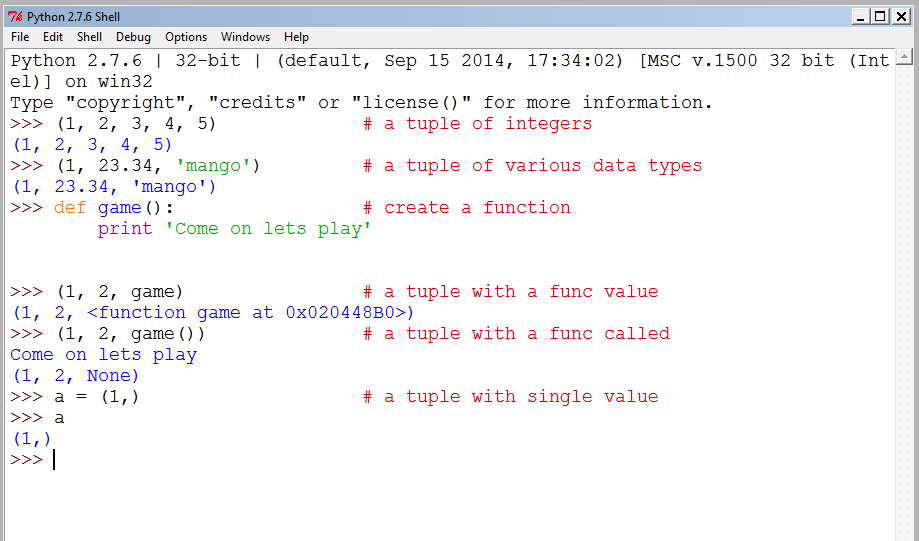 Python 2.7.6 Shell
File Edit Shell Debug Options Windows Help
Python 2.7.6 | 32-bit | (default, Sep 15 2014, 17:34:02) [MSC v.1500 32 bit (Int
el)] on win32
Type "copyright", "credits" or "license()" for more information.
>>> (1, 2, 3, 4, 5)             # a tuple of integers
(1, 2, 3, 4, 5)
>>> (1, 23.34, 'mango')         # a tuple of various data types
(1, 23.34, 'mango')
>>> def game():                 # create a function
        print 'Come on lets play'
>>> (1, 2, game)                # a tuple with a func value
(1, 2, <function game at 0x020448B0>)
>>> (1, 2, game())              # a tuple with a func called
Come on lets play
(1, 2, None)
>>> a = (1,)                    # a tuple with single value
>>> a
(1,)
>>>